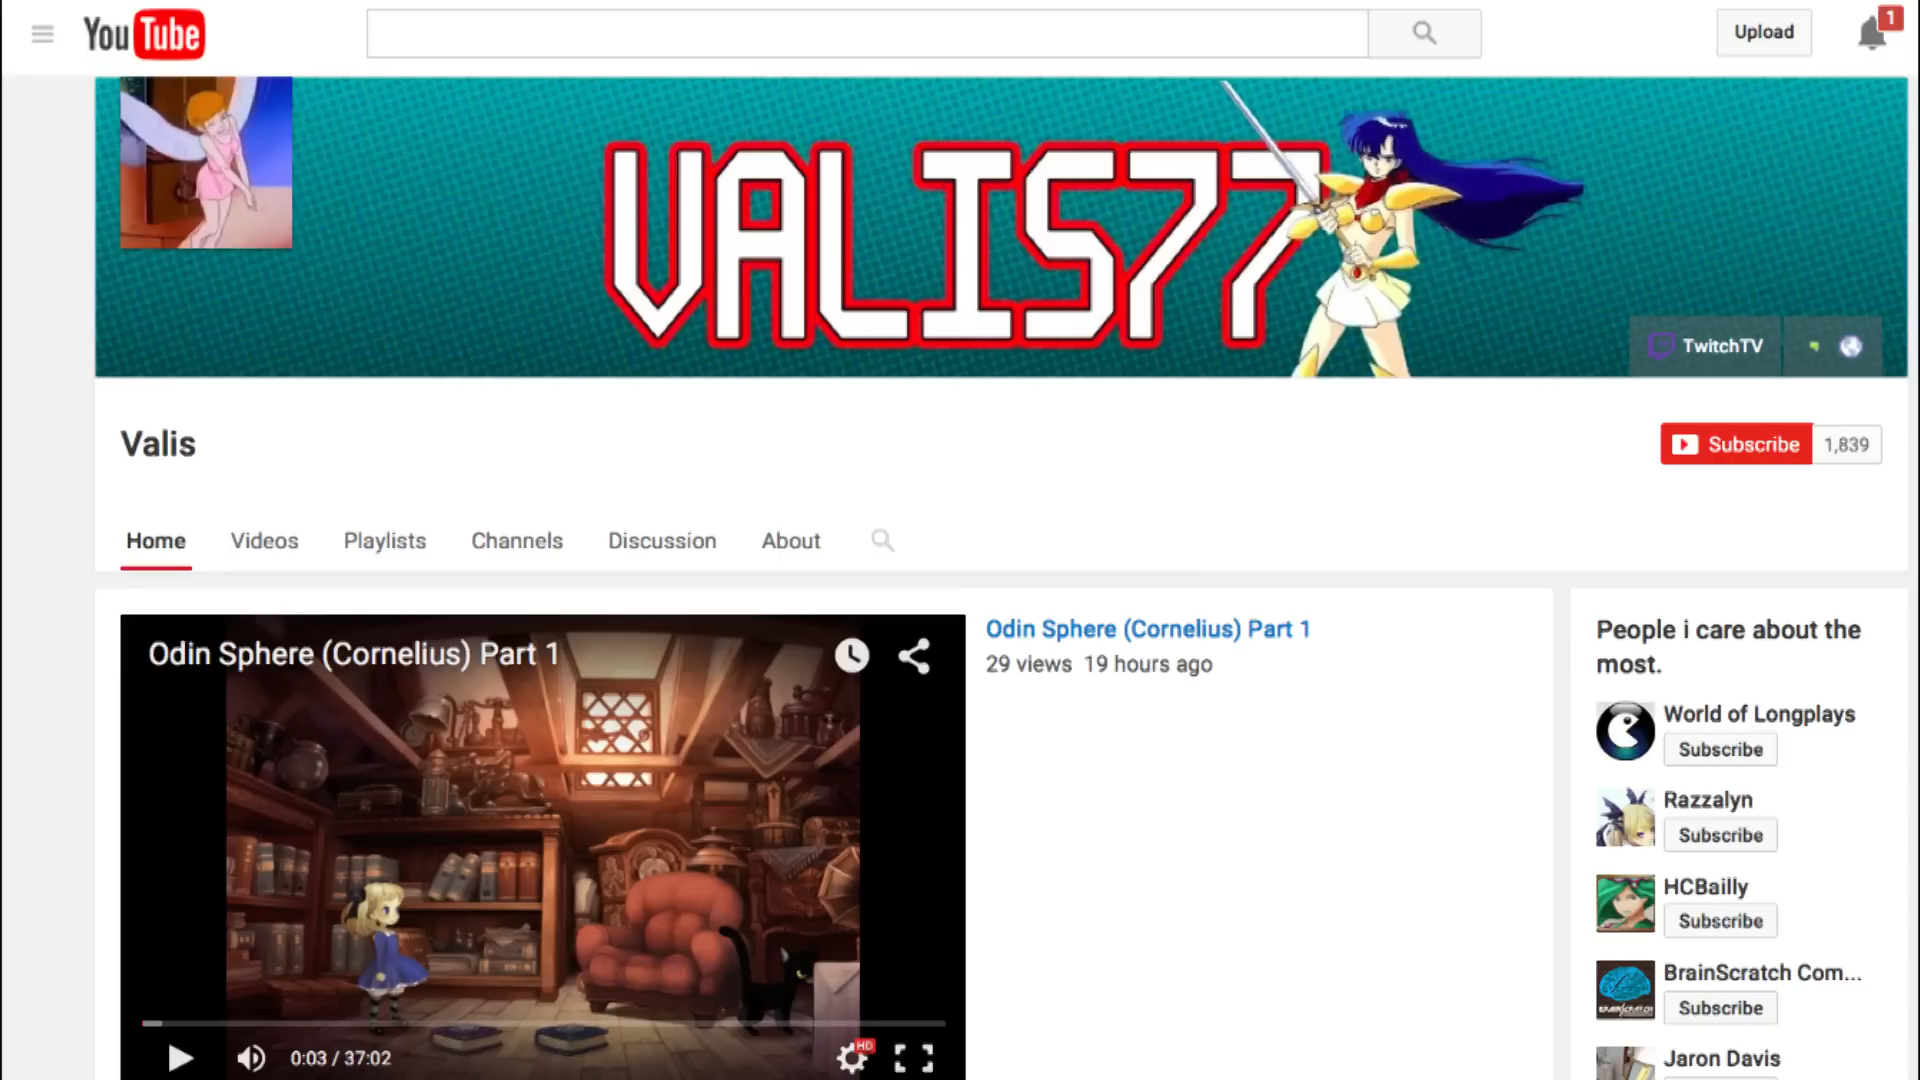 YouTube
Upload
1
VALIS77
TwitchTV
Valis
Subscribe 1,839
Home Videos Playlists Channels Discussion About
Odin Sphere (Cornelius) Part 1
0:03 / 37:02
HD
Odin Sphere (Cornelius) Part 1
29 views 19 hours ago
People i care about the
most.
World of Longplays
Subscribe
Razzalyn
Subscribe
HCBailly
Subscribe
BrainScratch Com...
Subscribe
BRAINSCRATCH
Jaron Davis